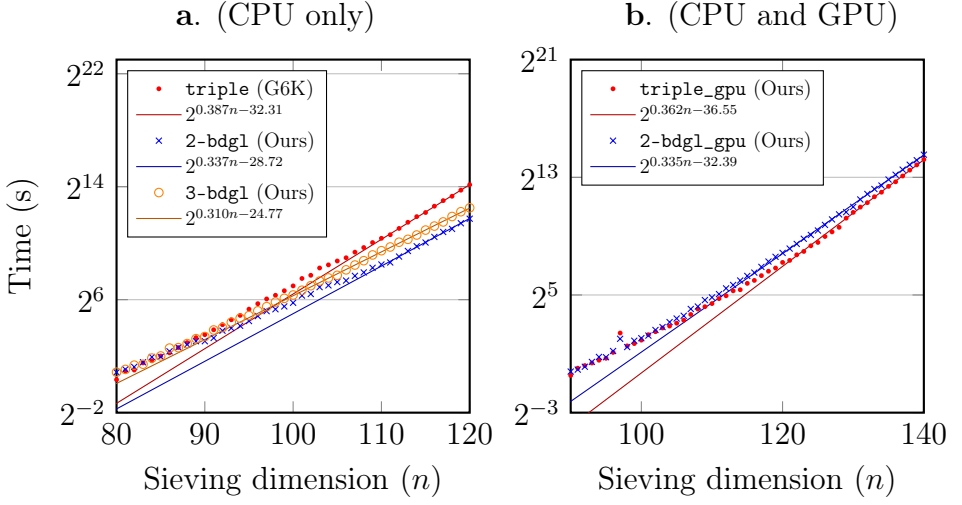 a. (CPU only)
2^22
2^14
2^6
2^−2
Time (s)
triple (G6K)
2^0.387n−32.31
2-bdgl (Ours)
2^0.337n−28.72
3-bdgl (Ours)
2^0.310n−24.77
80 90 100 110 120
Sieving dimension (n)
b. (CPU and GPU)
2^21
2^13
2^5
2^−3
triple_gpu (Ours)
2^0.362n−36.55
2-bdgl_gpu (Ours)
2^0.335n−32.39
100 120 140
Sieving dimension (n)